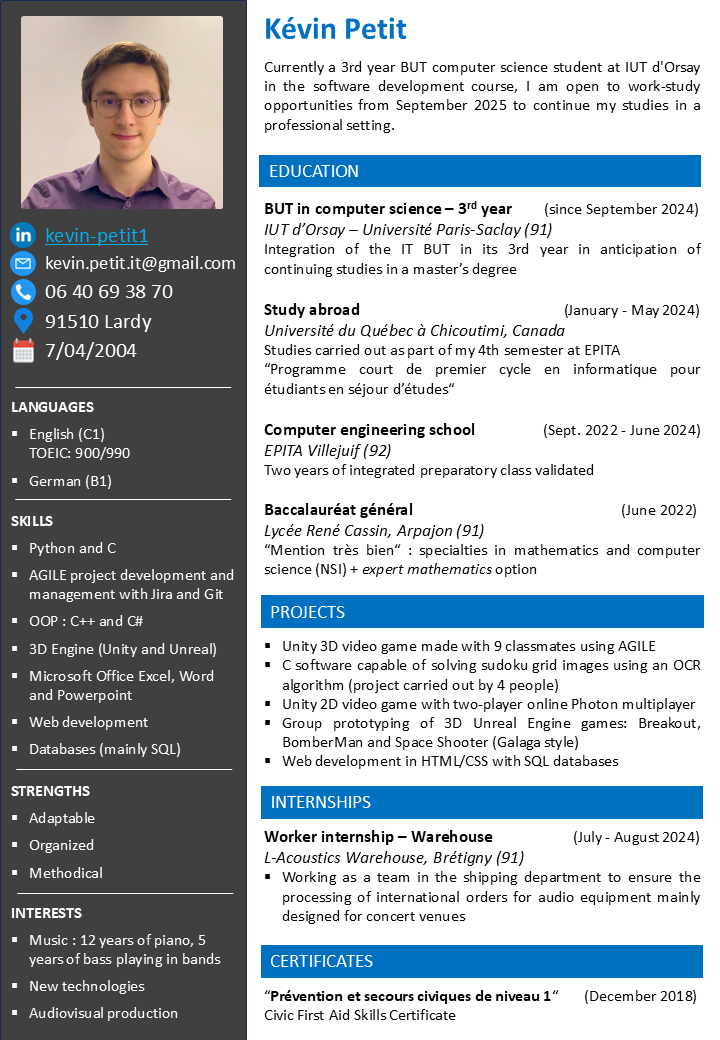 kevin-petit1
kevin.petit.it@gmail.com
06 40 69 38 70
91510 Lardy
7/04/2004
LANGUAGES
▪ English (C1)
TOEIC: 900/990
▪ German (B1)
SKILLS
▪ Python and C
▪ AGILE project development and
management with Jira and Git
▪ OOP : C++ and C#
▪ 3D Engine (Unity and Unreal)
▪ Microsoft Office Excel, Word
and Powerpoint
▪ Web development
▪ Databases (mainly SQL)
STRENGTHS
▪ Adaptable
▪ Organized
▪ Methodical
INTERESTS
▪ Music : 12 years of piano, 5
years of bass playing in bands
▪ New technologies
▪ Audiovisual production
Kévin Petit
Currently a 3rd year BUT computer science student at IUT d'Orsay
in the software development course, I am open to work-study
opportunities from September 2025 to continue my studies in a
professional setting.
EDUCATION
BUT in computer science – 3rd year (since September 2024)
IUT d’Orsay – Université Paris-Saclay (91)
Integration of the IT BUT in its 3rd year in anticipation of
continuing studies in a master’s degree
Study abroad (January - May 2024)
Université du Québec à Chicoutimi, Canada
Studies carried out as part of my 4th semester at EPITA
“Programme court de premier cycle en informatique pour
étudiants en séjour d’études“
Computer engineering school (Sept. 2022 - June 2024)
EPITA Villejuif (92)
Two years of integrated preparatory class validated
Baccalauréat général (June 2022)
Lycée René Cassin, Arpajon (91)
“Mention très bien“ : specialties in mathematics and computer
science (NSI) + expert mathematics option
PROJECTS
▪ Unity 3D video game made with 9 classmates using AGILE
▪ C software capable of solving sudoku grid images using an OCR
algorithm (project carried out by 4 people)
▪ Unity 2D video game with two-player online Photon multiplayer
▪ Group prototyping of 3D Unreal Engine games: Breakout,
BomberMan and Space Shooter (Galaga style)
▪ Web development in HTML/CSS with SQL databases
INTERNSHIPS
Worker internship – Warehouse (July - August 2024)
L-Acoustics Warehouse, Brétigny (91)
▪ Working as a team in the shipping department to ensure the
processing of international orders for audio equipment mainly
designed for concert venues
CERTIFICATES
“Prévention et secours civiques de niveau 1“ (December 2018)
Civic First Aid Skills Certificate